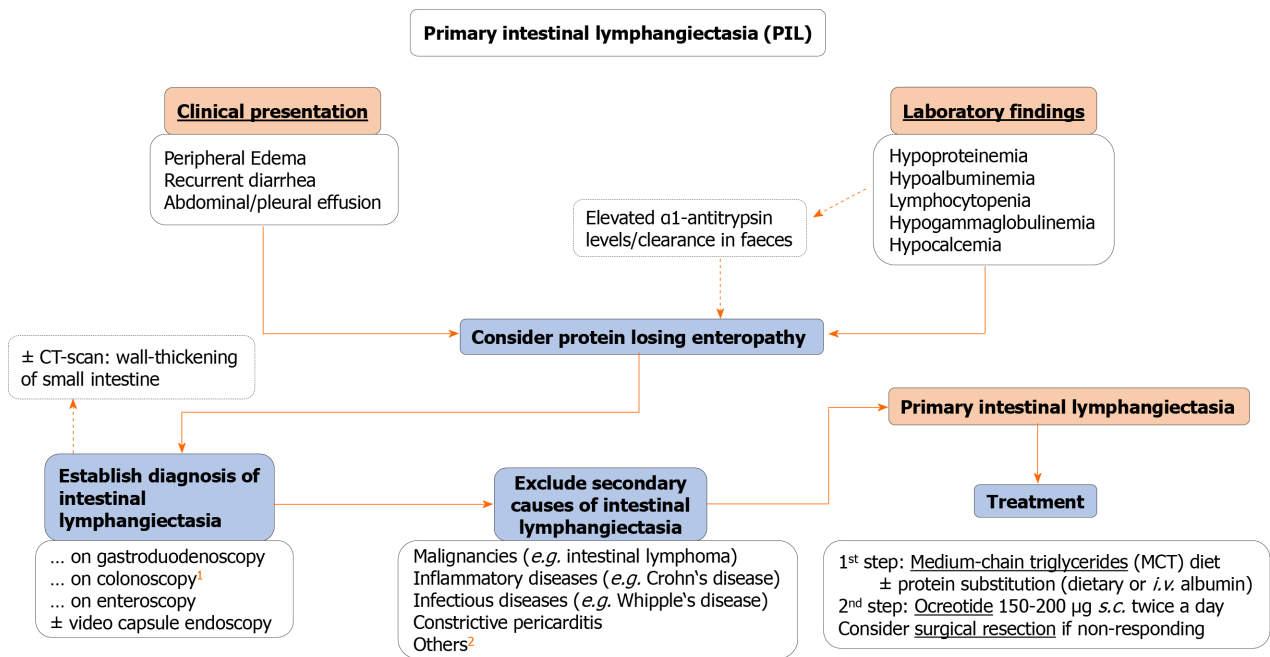 Primary intestinal lymphangiectasia (PIL)
Clinical presentation
Peripheral Edema
Recurrent diarrhea
Abdominal/pleural effusion
Laboratory findings
Hypoproteinemia
Hypoalbuminemia
Lymphocytopenia
Hypogammaglobulinemia
Hypocalcemia
Elevated α1-antitrypsin
levels/clearance in faeces
Consider protein losing enteropathy
± CT-scan: wall-thickening
of small intestine
Establish diagnosis of
intestinal
lymphangiectasia
... on gastroduodenoscopy
... on colonoscopy1
... on enteroscopy
± video capsule endoscopy
Exclude secondary
causes of intestinal
lymphangiectasia
Malignancies (e.g. intestinal lymphoma)
Inflammatory diseases (e.g. Crohn‘s disease)
Infectious diseases (e.g. Whipple‘s disease)
Constrictive pericarditis
Others2
Primary intestinal lymphangiectasia
Treatment
1st step: Medium-chain triglycerides (MCT) diet
± protein substitution (dietary or i.v. albumin)
2nd step: Ocreotide 150-200 µg s.c. twice a day
Consider surgical resection if non-responding